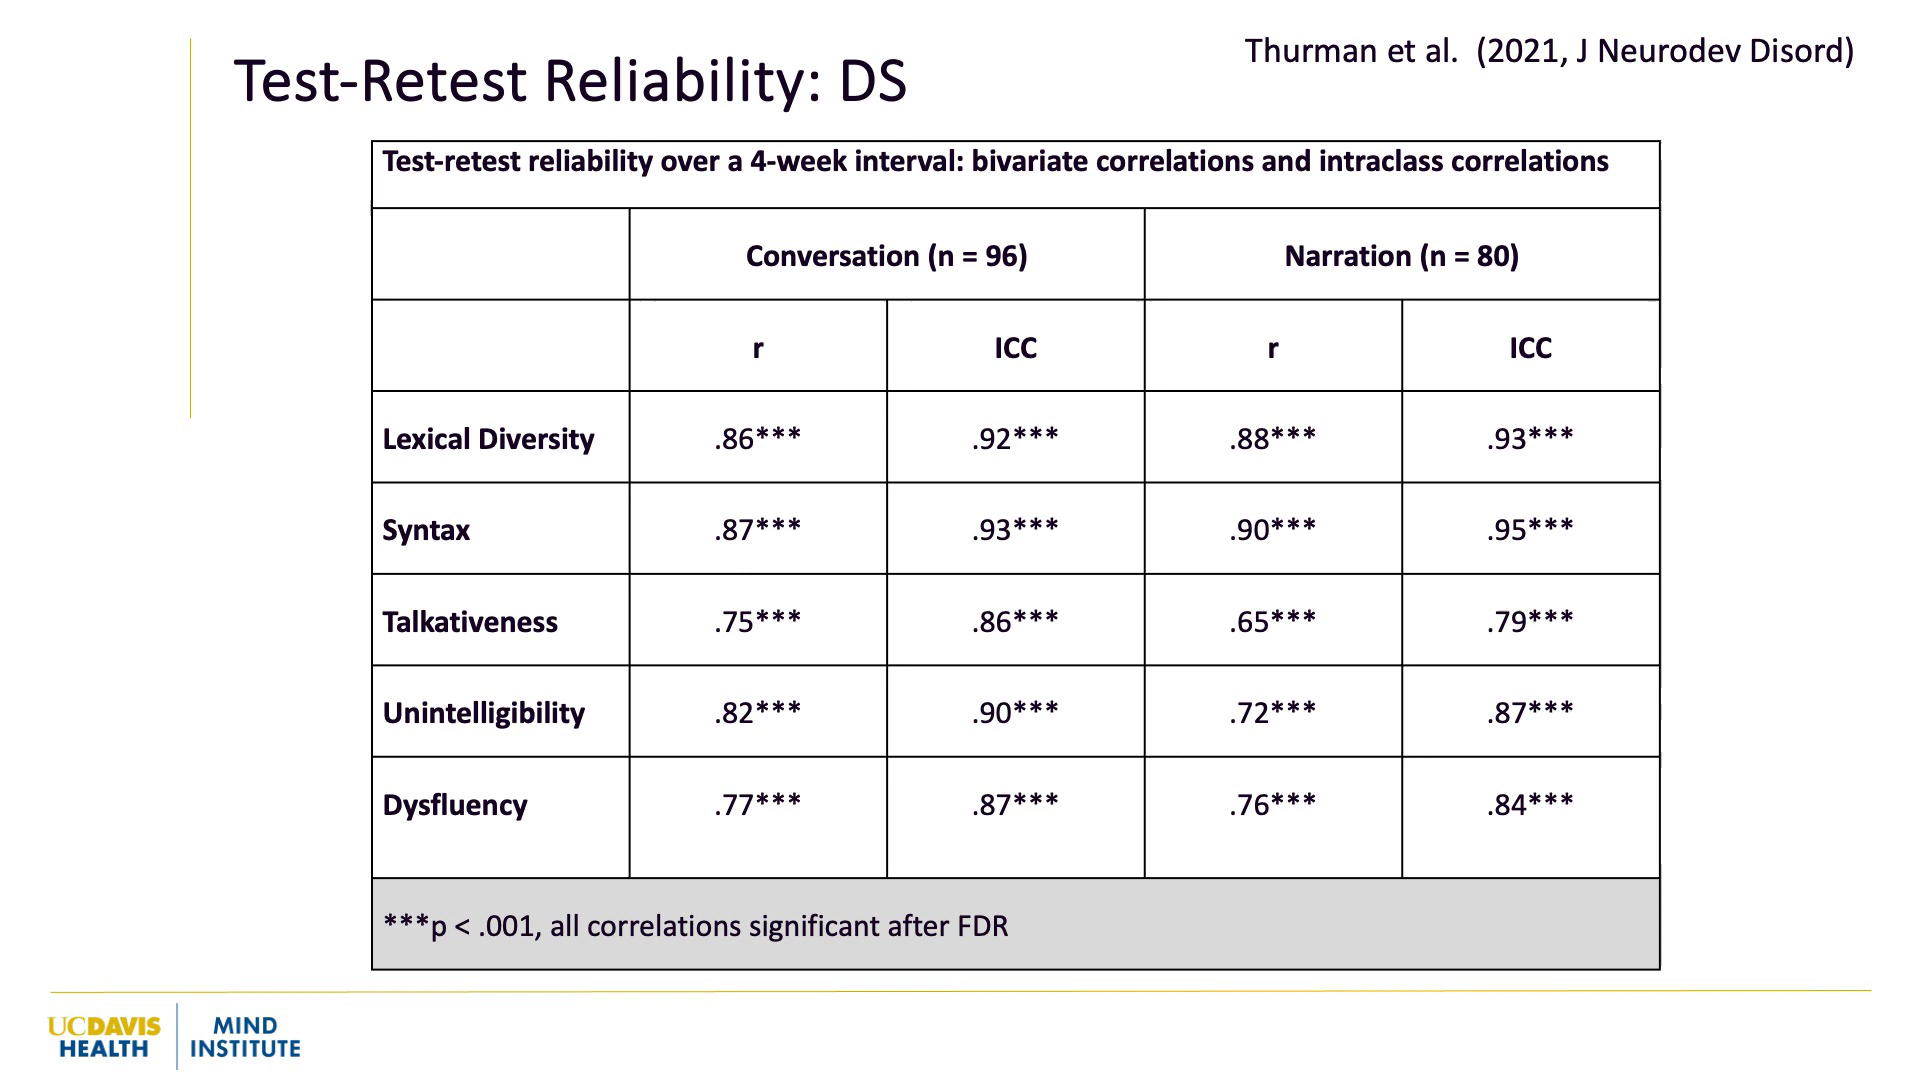 Thurman et al.  (2021, J Neurodev Disord)
Test-Retest Reliability: DS
Test-retest reliability over a 4-week interval: bivariate correlations and intraclass correlations
Conversation (n = 96) Narration (n = 80)
r ICC r ICC
Lexical Diversity .86*** .92*** .88*** .93***
Syntax .87*** .93*** .90*** .95***
Talkativeness .75*** .86*** .65*** .79***
Unintelligibility .82*** .90*** .72*** .87***
Dysfluency .77*** .87*** .76*** .84***
***p < .001, all correlations significant after FDR
UCDAVIS
HEALTH
MIND
INSTITUTE